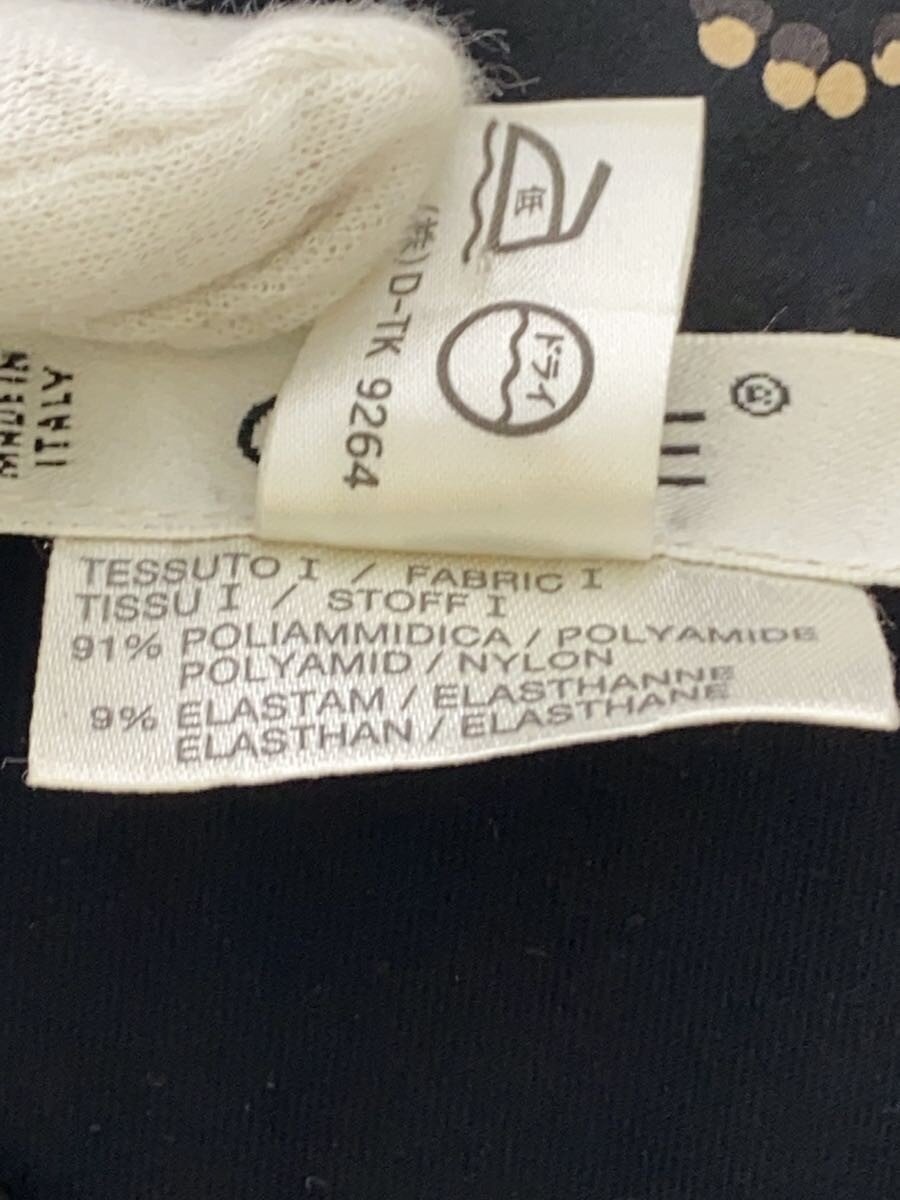 低
ドライ
(株)D-TK 9264
ITALY
®
TESSUTO I / FABRIC I
TISSU I / STOFF I
91% POLIAMMIDICA / POLYAMIDE
POLYAMID / NYLON
9% ELASTAM / ELASTHANNE
ELASTHAN / ELASTHANE